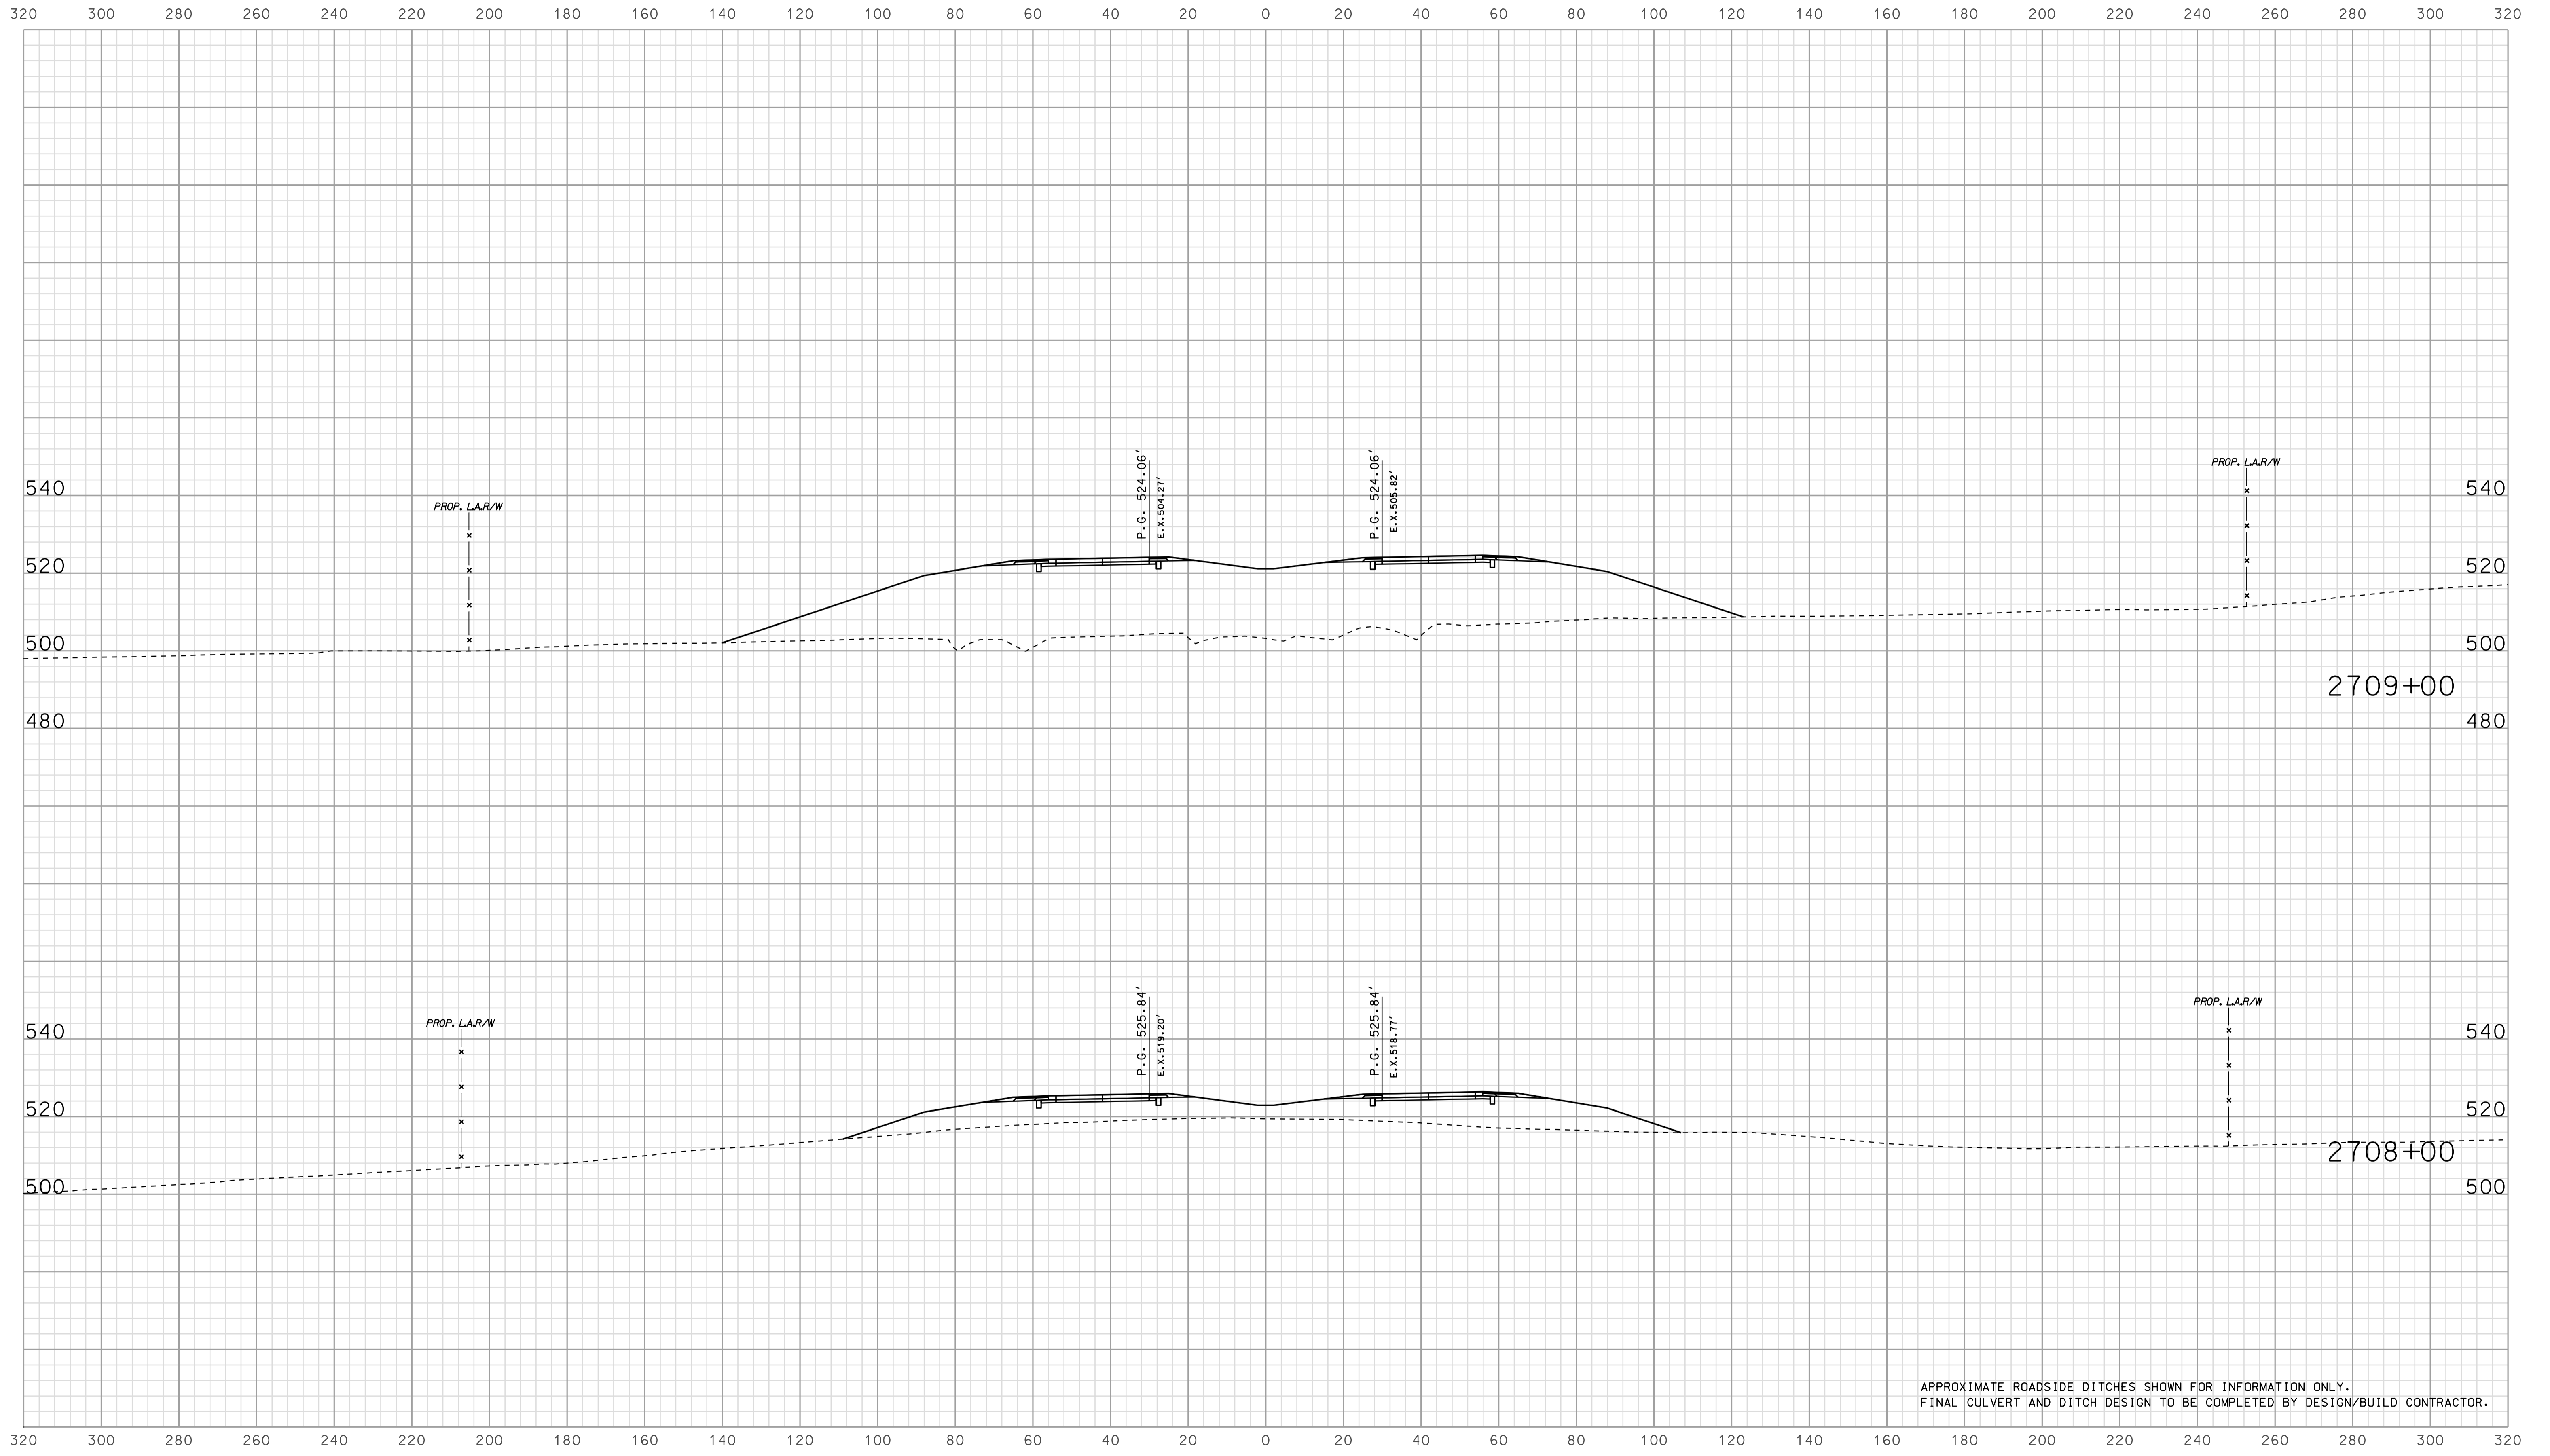 320 300 280 260 240 220 200 180 160 140 120 100 80 60 40 20 0 20 40 60 80 100 120 140 160 180 200 220 240 260 280 300 320
P.G. 524.06'
E.X.504.27'
P.G. 524.06'
E.X.505.82'
PROP. L.A.R/W
540 540
PROP. L.A.R/W
520 520
500 500
2709+00
480 480
P.G. 525.84'
E.X.519.20'
P.G. 525.84'
E.X.518.77'
PROP. L.A.R/W
PROP. L.A.R/W
540 540
520 520
2708+00
500 500
APPROXIMATE ROADSIDE DITCHES SHOWN FOR INFORMATION ONLY.
FINAL CULVERT AND DITCH DESIGN TO BE COMPLETED BY DESIGN/BUILD CONTRACTOR.
320 300 280 260 240 220 200 180 160 140 120 100 80 60 40 20 0 20 40 60 80 100 120 140 160 180 200 220 240 260 280 300 320